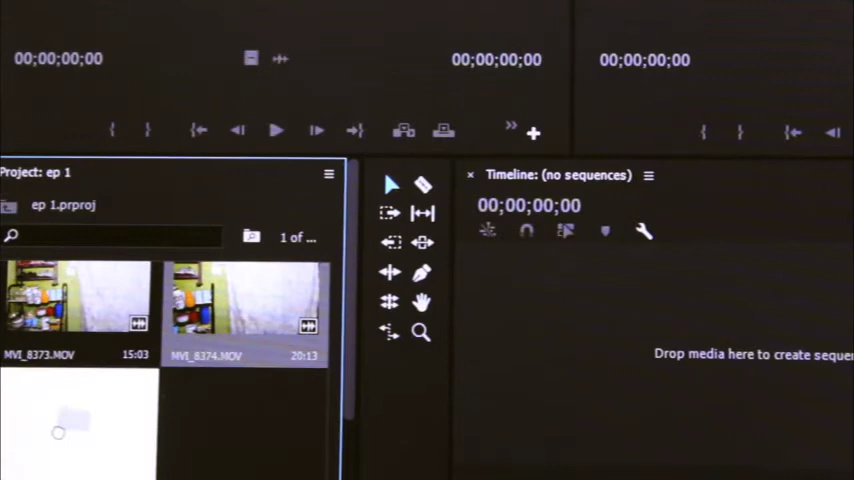 00;00;00;00
00;00;00;00
00;00;00;00
Project: ep 1
ep 1.prproj
1 of ...
MVI_8373.MOV 15:03
MVI_8374.MOV 20:13
× Timeline: (no sequences)
00;00;00;00
Drop media here to create sequen